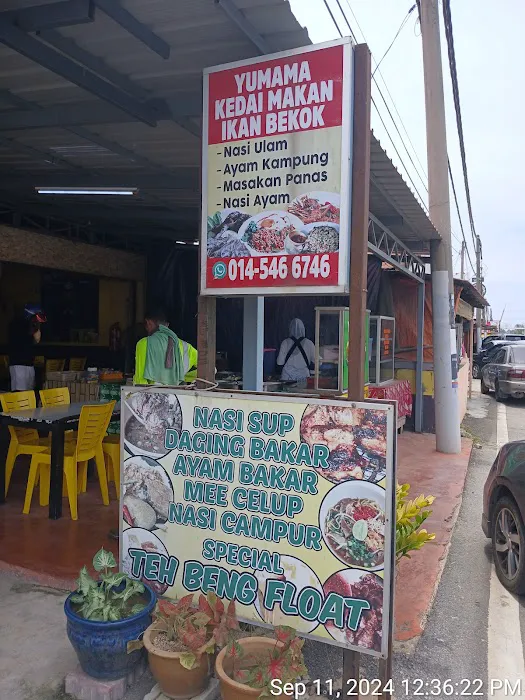 YUMAMA
KEDAI MAKAN
IKAN BEKOK
- Nasi Ulam
- Ayam Kampung
- Masakan Panas
- Nasi Ayam
014-546 6746
NASI SUP
DAGING BAKAR
AYAM BAKAR
MEE CELUP
NASI CAMPUR
SPECIAL
TEH BENG FLOAT
Sep 11, 2024 12:36:22 PM